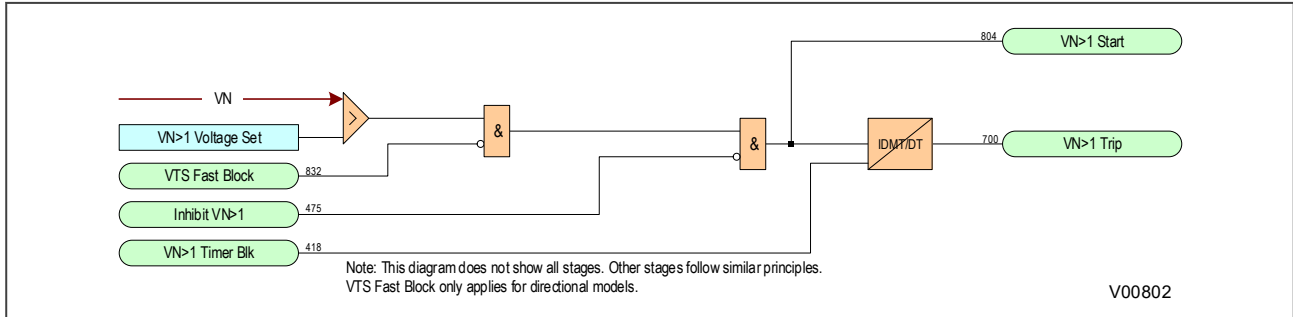 804 VN>1 Start
VN
VN>1 Voltage Set
>
&
&
IDMT/DT
700 VN>1 Trip
VTS Fast Block 832
Inhibit VN>1 475
VN>1 Timer Blk 418
Note: This diagram does not show all stages. Other stages follow similar principles.
VTS Fast Block only applies for directional models.
V00802